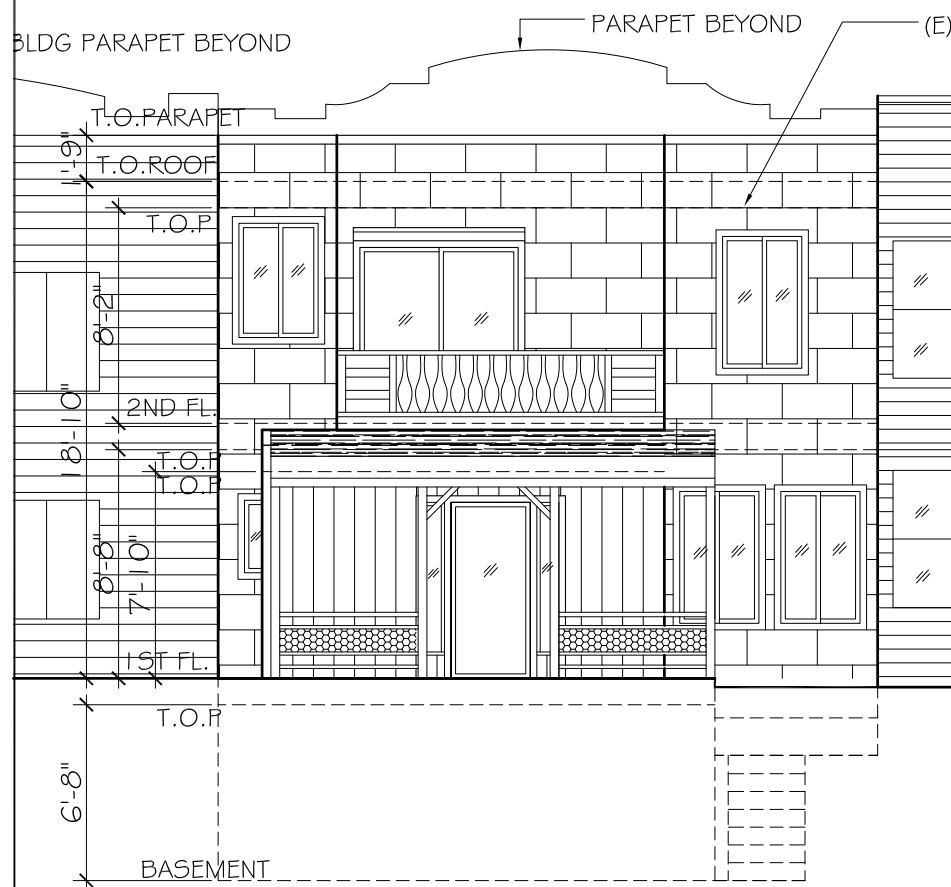 PARAPET BEYOND
(E)
BLDG PARAPET BEYOND
T.O.PARAPET
1'-9"
T.O.ROOF
T.O.P
8'-2"
18'-10"
2ND FL.
T.O.P
T.O.P
8'-8"
7'-10"
1ST FL.
T.O.P
6'-8"
BASEMENT